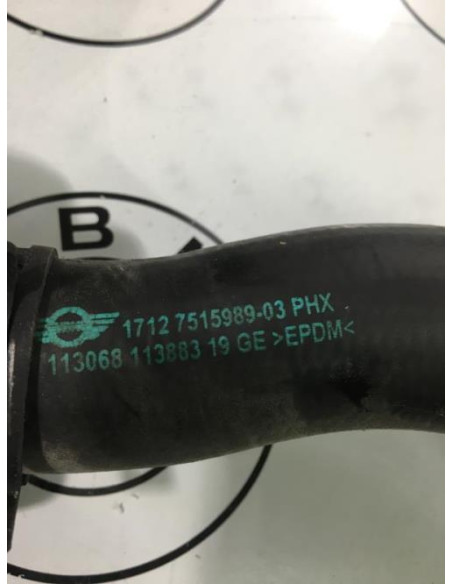 B
1712 7515989-03 PHX
113068 113883 19 GE >EPDM<